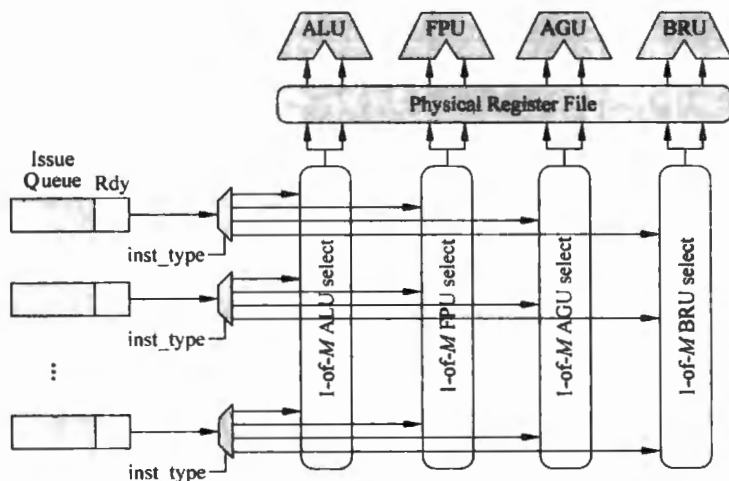 ALU FPU AGU BRU
Physical Register File
Issue
Queue Rdy
inst_type
inst_type
...
inst_type
1-of-M ALU select
1-of-M FPU select
1-of-M AGU select
1-of-M BRU select